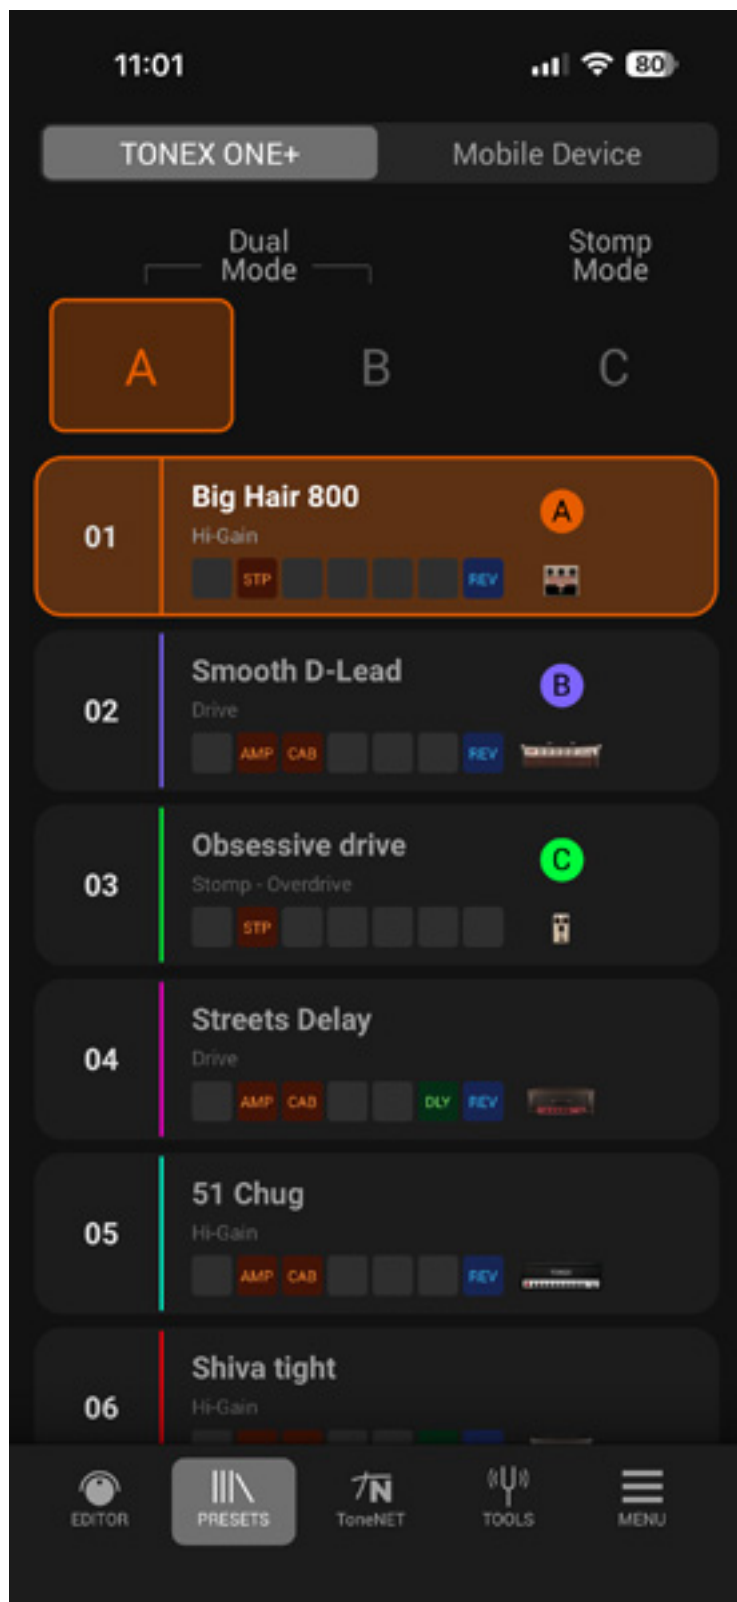 11:01 80
TONEX ONE+ Mobile Device
Dual Mode
Stomp Mode
A B C
01
Big Hair 800 A
Hi-Gain
STP REV
02
Smooth D-Lead B
Drive
AMP CAB REV
03
Obsessive drive C
Stomp - Overdrive
STP
04
Streets Delay
Drive
AMP CAB DLY REV
05
51 Chug
Hi-Gain
AMP CAB REV
06
Shiva tight
Hi-Gain
EDITOR PRESETS ToneNET TOOLS MENU